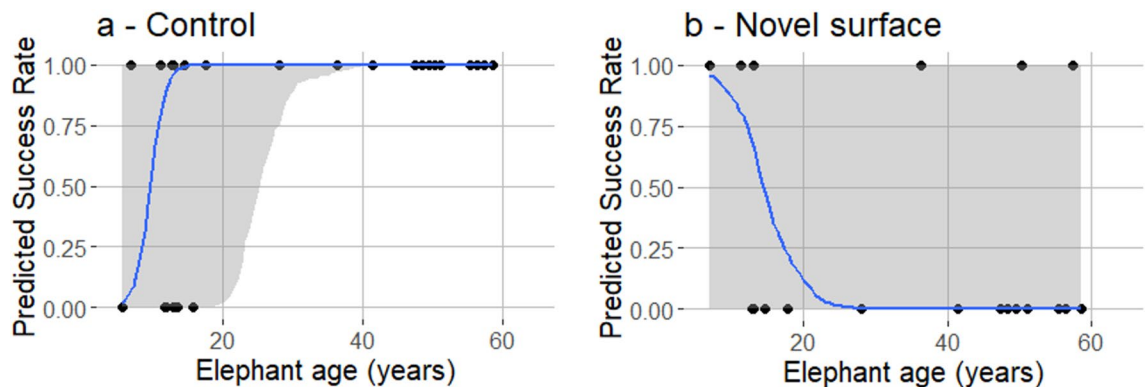 a - Control
Predicted Success Rate
1.00
0.75
0.50
0.25
0.00
20
40
60
Elephant age (years)
b - Novel surface
Predicted Success Rate
1.00
0.75
0.50
0.25
0.00
20
40
60
Elephant age (years)